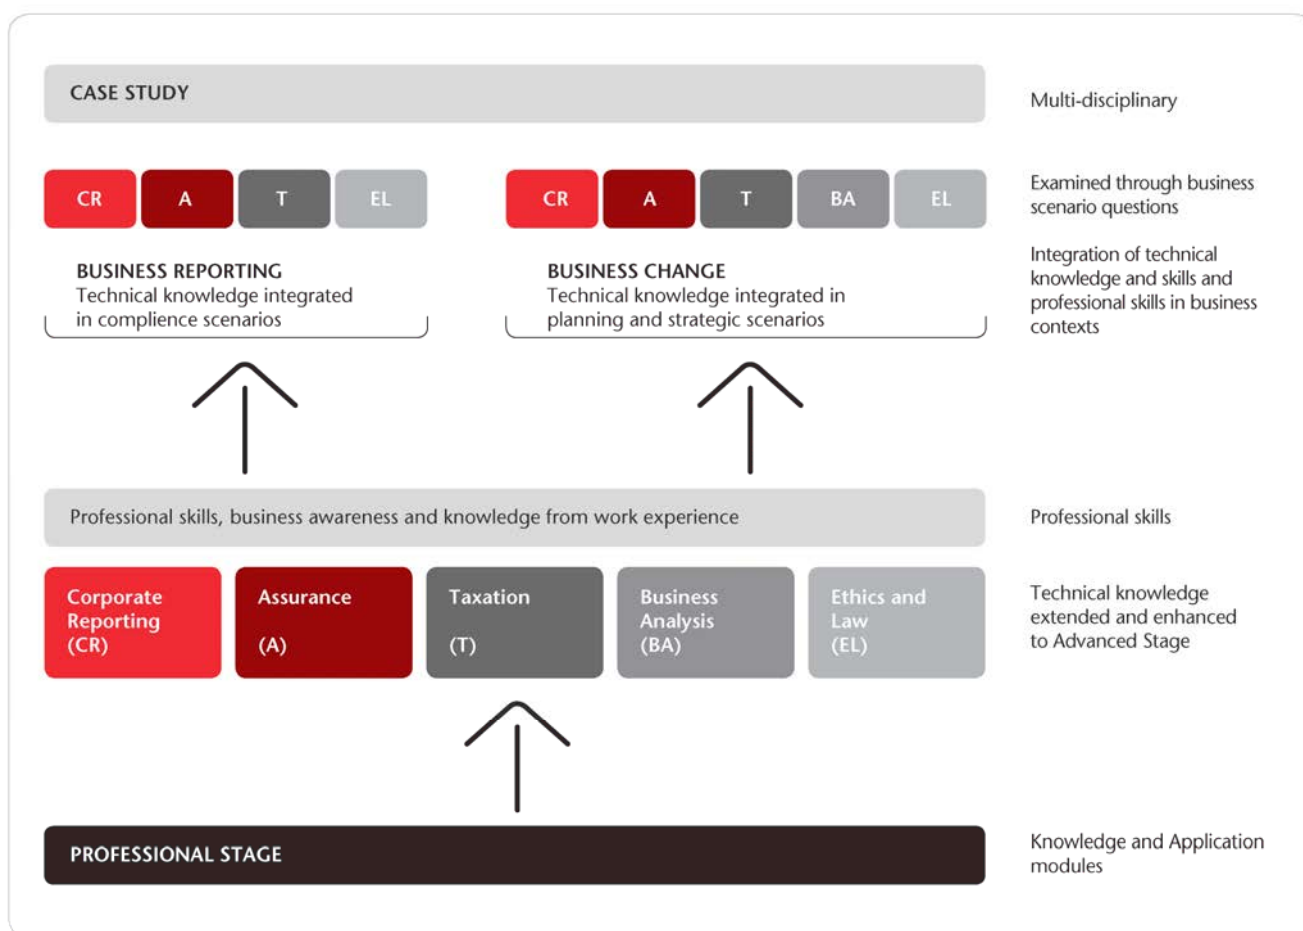 CASE STUDY
Multi-disciplinary
CR
A
T
EL
CR
A
T
BA
EL
Examined through business
scenario questions
BUSINESS REPORTING
Technical knowledge integrated
in complience scenarios
BUSINESS CHANGE
Technical knowledge integrated in
planning and strategic scenarios
Integration of technical
knowledge and skills and
professional skills in business
contexts
Professional skills, business awareness and knowledge from work experience
Professional skills
Corporate
Reporting
(CR)
Assurance
(A)
Taxation
(T)
Business
Analysis
(BA)
Ethics and
Law
(EL)
Technical knowledge
extended and enhanced
to Advanced Stage
PROFESSIONAL STAGE
Knowledge and Application
modules